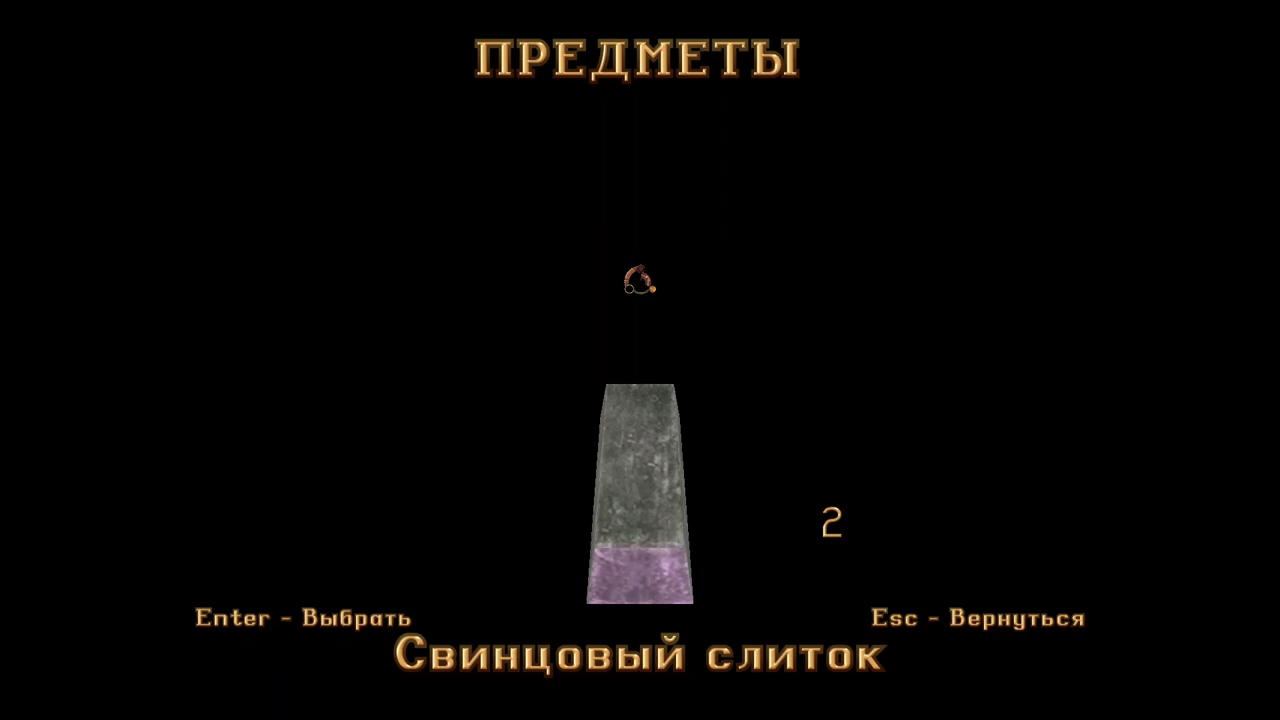 ПРЕДМЕТЫ
2
Enter - Выбрать
Esc - Вернуться
Свинцовый слиток